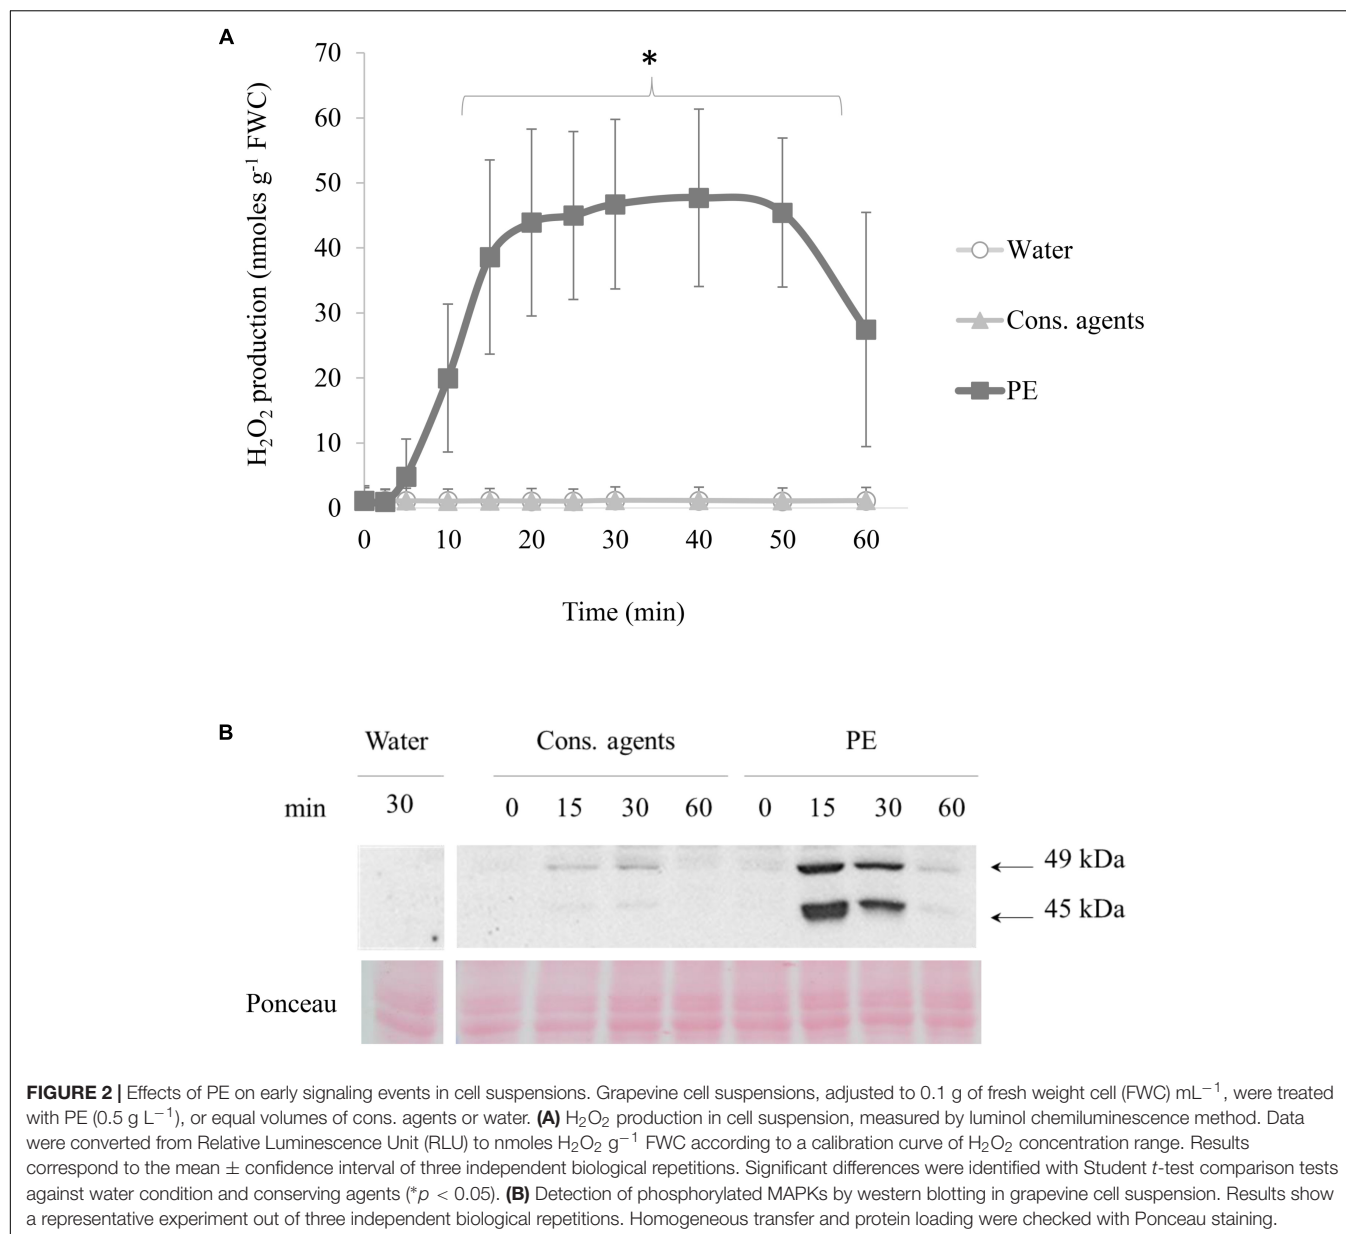 A
*
70
60
50
40
30
20
10
0
H₂O₂ production (nmoles g⁻¹ FWC)
0 10 20 30 40 50 60
Time (min)
Water
Cons. agents
PE
B
Water Cons. agents PE
min 30 0 15 30 60 0 15 30 60
49 kDa
45 kDa
Ponceau
FIGURE 2 | Effects of PE on early signaling events in cell suspensions. Grapevine cell suspensions, adjusted to 0.1 g of fresh weight cell (FWC) mL⁻¹, were treated
with PE (0.5 g L⁻¹), or equal volumes of cons. agents or water. (A) H₂O₂ production in cell suspension, measured by luminol chemiluminescence method. Data
were converted from Relative Luminescence Unit (RLU) to nmoles H₂O₂ g⁻¹ FWC according to a calibration curve of H₂O₂ concentration range. Results
correspond to the mean ± confidence interval of three independent biological repetitions. Significant differences were identified with Student t-test comparison tests
against water condition and conserving agents (*p < 0.05). (B) Detection of phosphorylated MAPKs by western blotting in grapevine cell suspension. Results show
a representative experiment out of three independent biological repetitions. Homogeneous transfer and protein loading were checked with Ponceau staining.